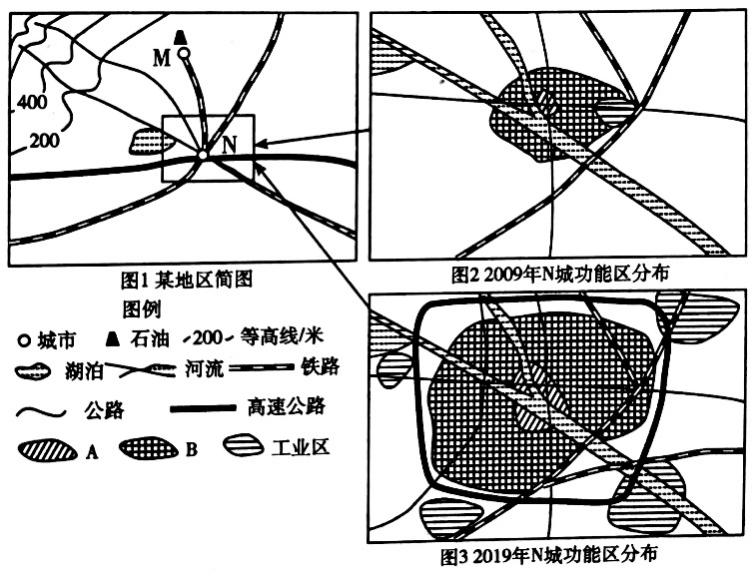 M
N
400
200
图1 某地区简图
图2 2009年N城功能区分布
图例
城市 石油 200 等高线/米
湖泊 河流 铁路
公路 高速公路
A B 工业区
图3 2019年N城功能区分布